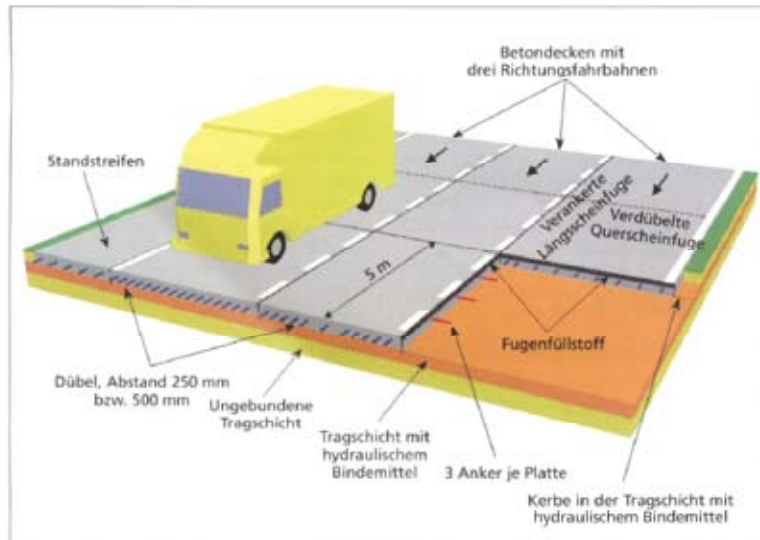 Betondecken mit
drei Richtungsfahrbahnen
Standstreifen
Verankerte
Längsscheinfuge
Verdübelte
Querscheinfuge
5 m
Fugenfüllstoff
Dübel, Abstand 250 mm
bzw. 500 mm
Ungebundene
Tragschicht
Tragschicht mit
hydraulischem
Bindemittel
3 Anker je Platte
Kerbe in der Tragschicht mit
hydraulischem Bindemittel